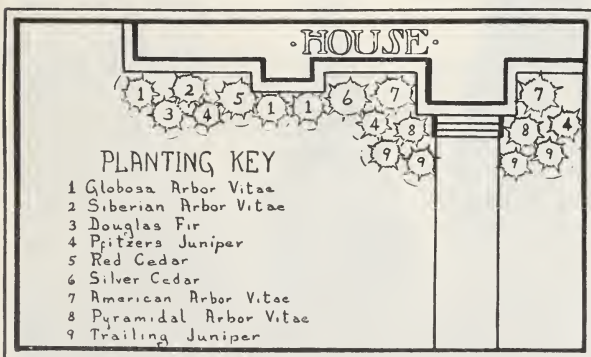 ·HOUSE·
1 2 5 1 1 6 7 7
3 4 4 8 8 4
9 9 9 9
PLANTING KEY
1 Globosa Arbor Vitae
2 Siberian Arbor Vitae
3 Douglas Fir
4 Pfitzers Juniper
5 Red Cedar
6 Silver Cedar
7 American Arbor Vitae
8 Pyramidal Arbor Vitae
9 Trailing Juniper